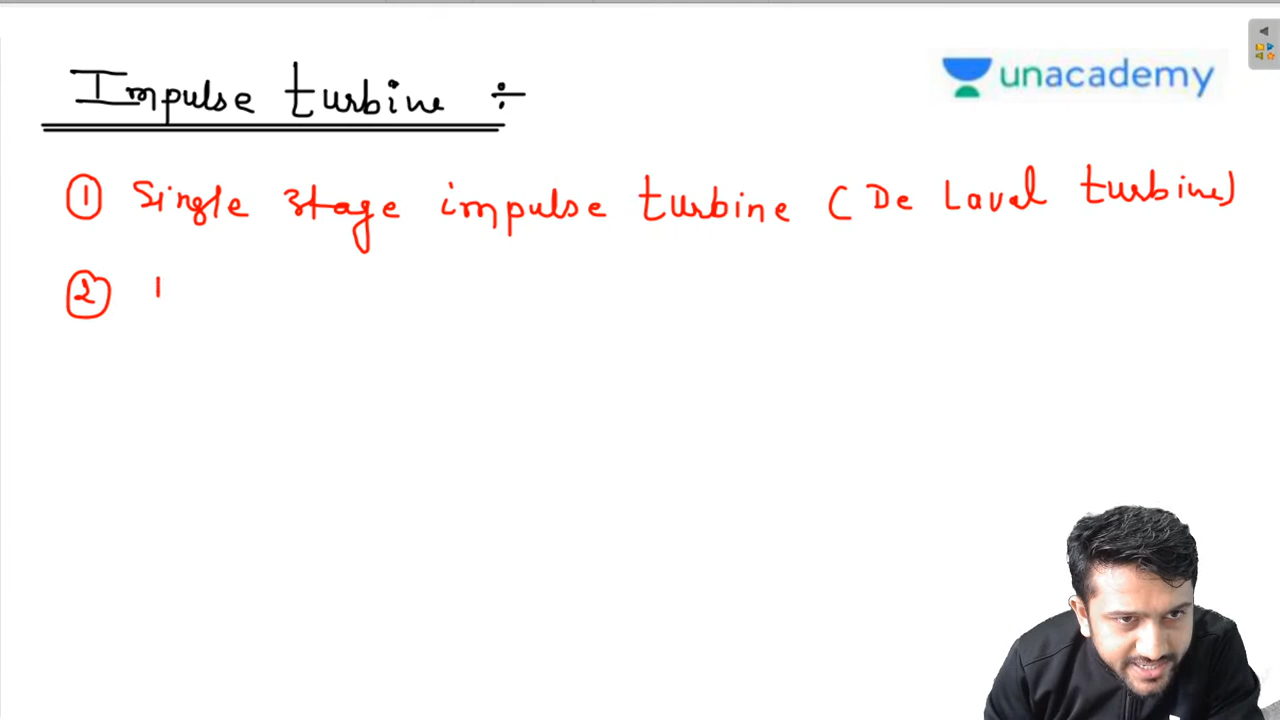 Impulse turbine ÷
unacademy
① Single stage impulse turbine (De Laval turbine)
②